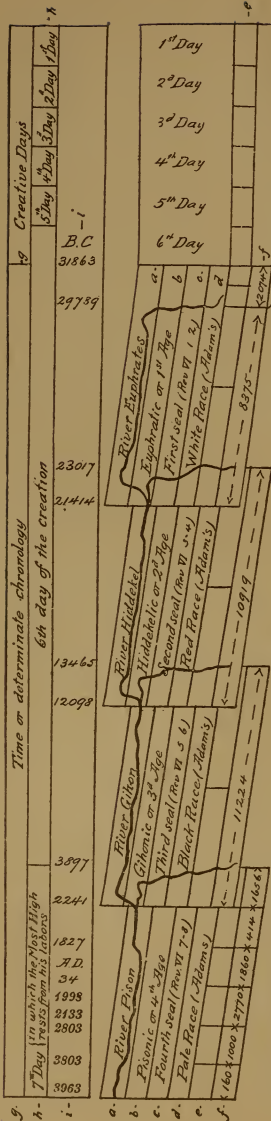 g. Time or determinate chronology g Creative Days
h- 7th Day {in which the Most High rests from his labors 6th day of the creation 5th Day 4th Day 3d Day 2d Day 1st Day -h
i- 3963 3803 2803 2133 1998 34 A.D. 1827 2241 3897 12098 13465 21414 23017 29789 31863 B.C -i
a. River Pison River Gihon River Hiddekel River Euphrates
b. Pisonic or 4th Age Gihonic or 3d Age Hiddekelic or 2d Age Euphratic or 1st Age a.
c. Fourth seal (Rev. VI 7-8) Third seal (Rev VI 5 6) Second seal (Rev VI 3-4) First seal (Rev VI 1 2) b
d. Pale Race (Adam's) Black Race (Adam's) Red Race (Adam's) White Race (Adam's) c.
e. d
f. <160 x 1000 x 2770 x 1860 x 414 x 1656> <- 11224 -> <- 10919 -> <- 8375 -> <2074> -f
6th Day 5th Day 4th Day 3d Day 2d Day 1st Day
-e